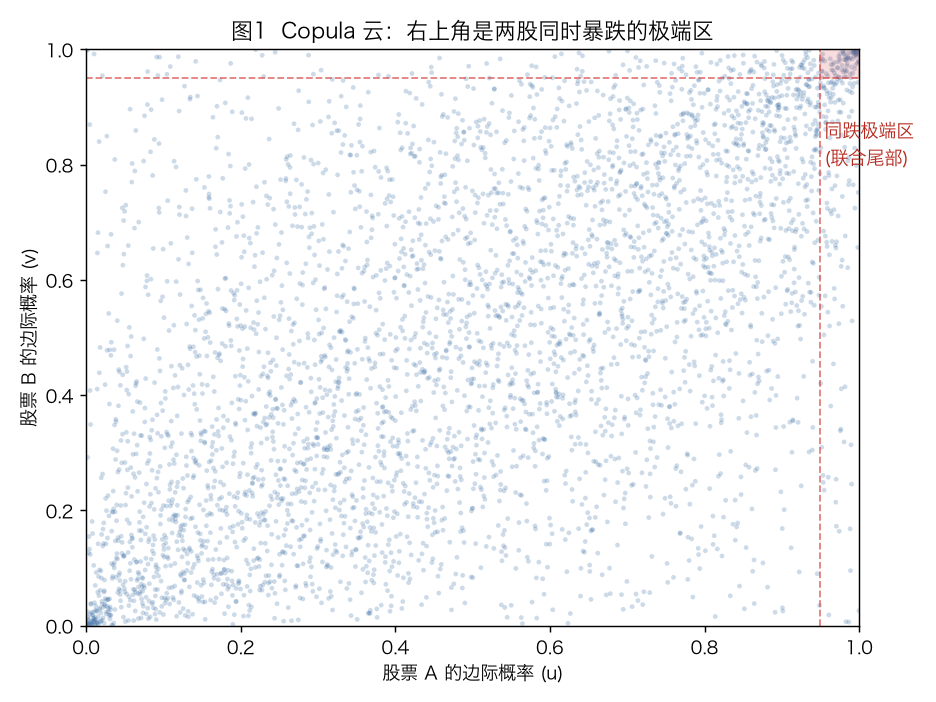 图1 Copula 云：右上角是两股同时暴跌的极端区
1.0
0.8
0.6
0.4
0.2
0.0
股票 B 的边际概率 (v)
同跌极端区
(联合尾部)
0.0 0.2 0.4 0.6 0.8 1.0
股票 A 的边际概率 (u)